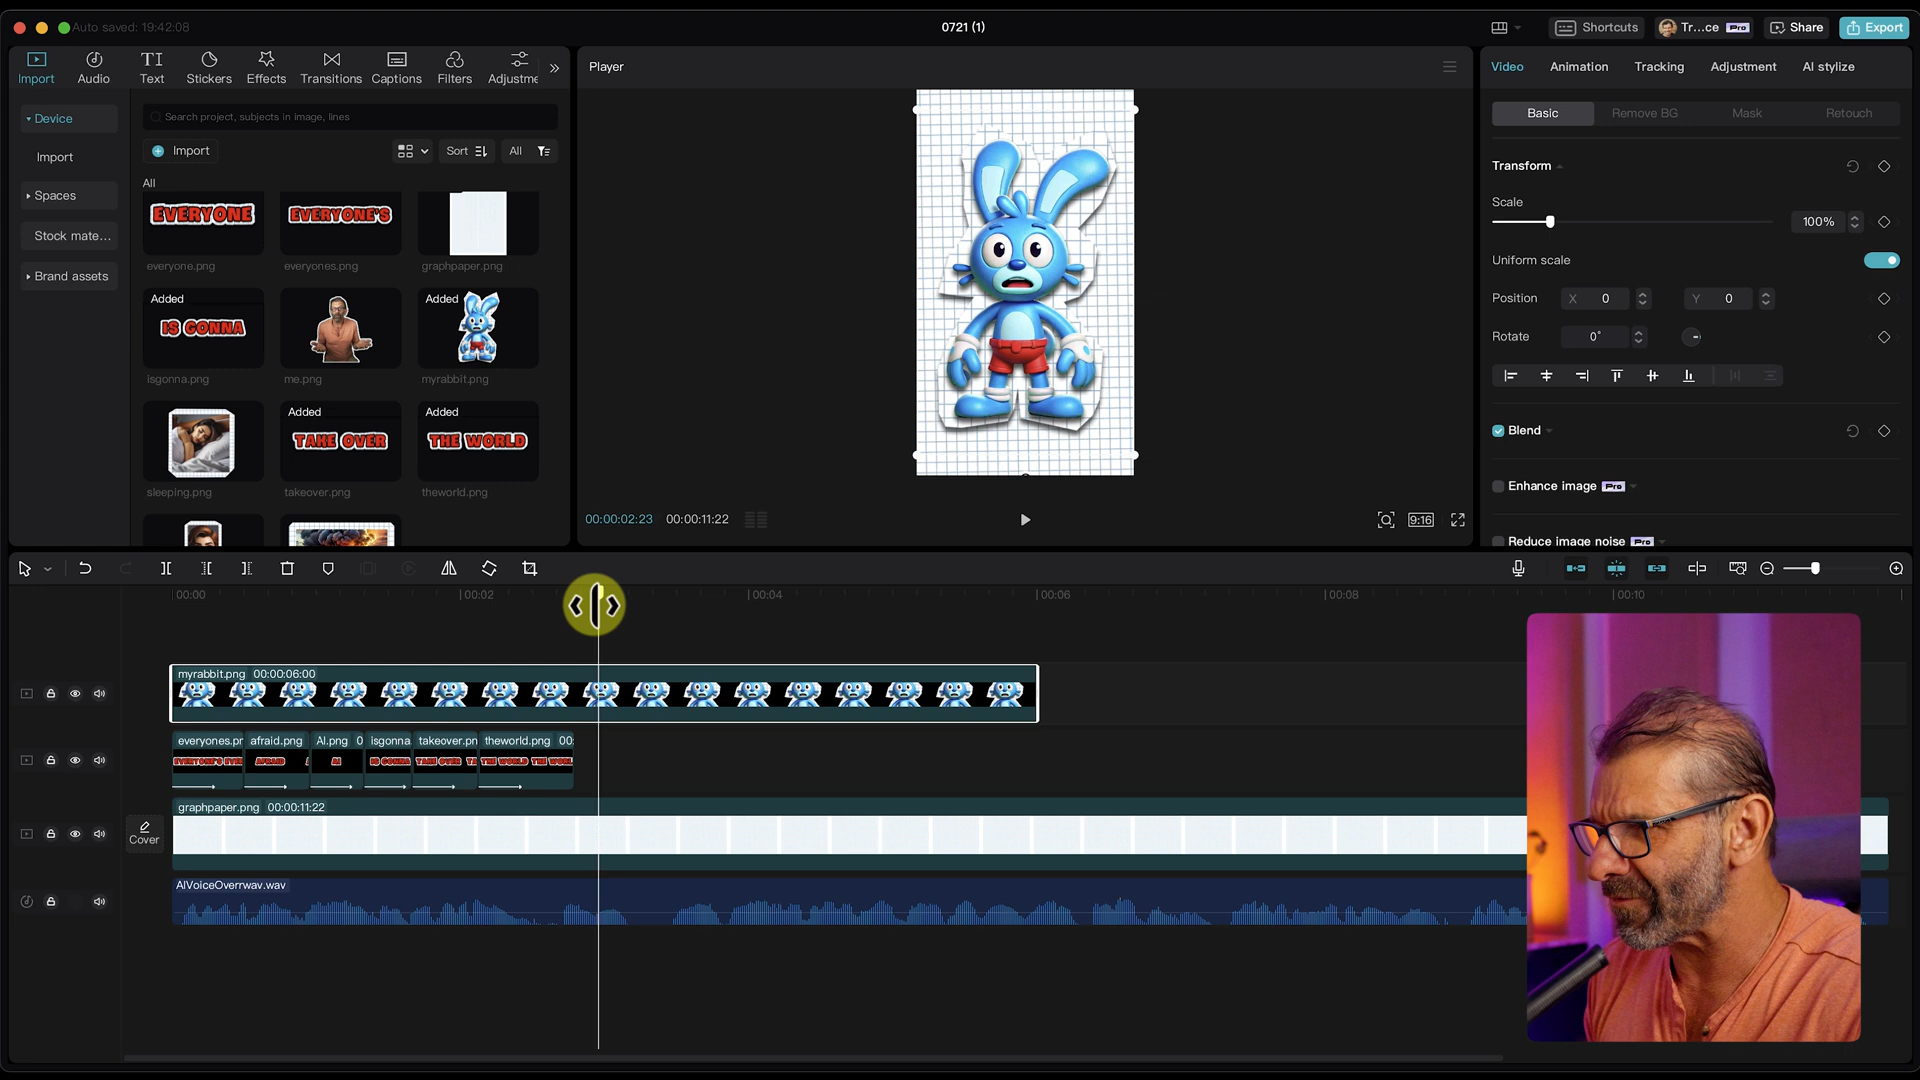 Auto saved: 19:42:08
0721 (1)
Shortcuts
Tr...ce
Pro
Share
Export
Import
Audio
Text
Stickers
Effects
Transitions
Captions
Filters
Adjustme
Player
Video
Animation
Tracking
Adjustment
AI stylize
Device
Import
Spaces
Stock mate...
Brand assets
Search project, subjects in image, lines
Import
Sort
All
All
EVERYONE
EVERYONE'S
everyone.png
everyones.png
graphpaper.png
Added
IS GONNA
Added
isgonna.png
me.png
myrabbit.png
Added
TAKE OVER
Added
THE WORLD
sleeping.png
takeover.png
theworld.png
00:00:02:23
00:00:11:22
9:16
Basic
Remove BG
Mask
Retouch
Transform
Scale
100%
Uniform scale
Position
X 0
Y 0
Rotate
0°
Blend
Enhance image Pro
Reduce image noise Pro
00:00
00:02
00:04
00:06
00:08
00:10
myrabbit.png 00:00:06:00
everyones.pr
afraid.png
AI.png 0
isgonna
takeover.pn
theworld.png 00:
AFRAID
AI
IS GONNA
TAKE OVER
THE WORLD
graphpaper.png 00:00:11:22
Cover
AIVoiceOverrwav.wav